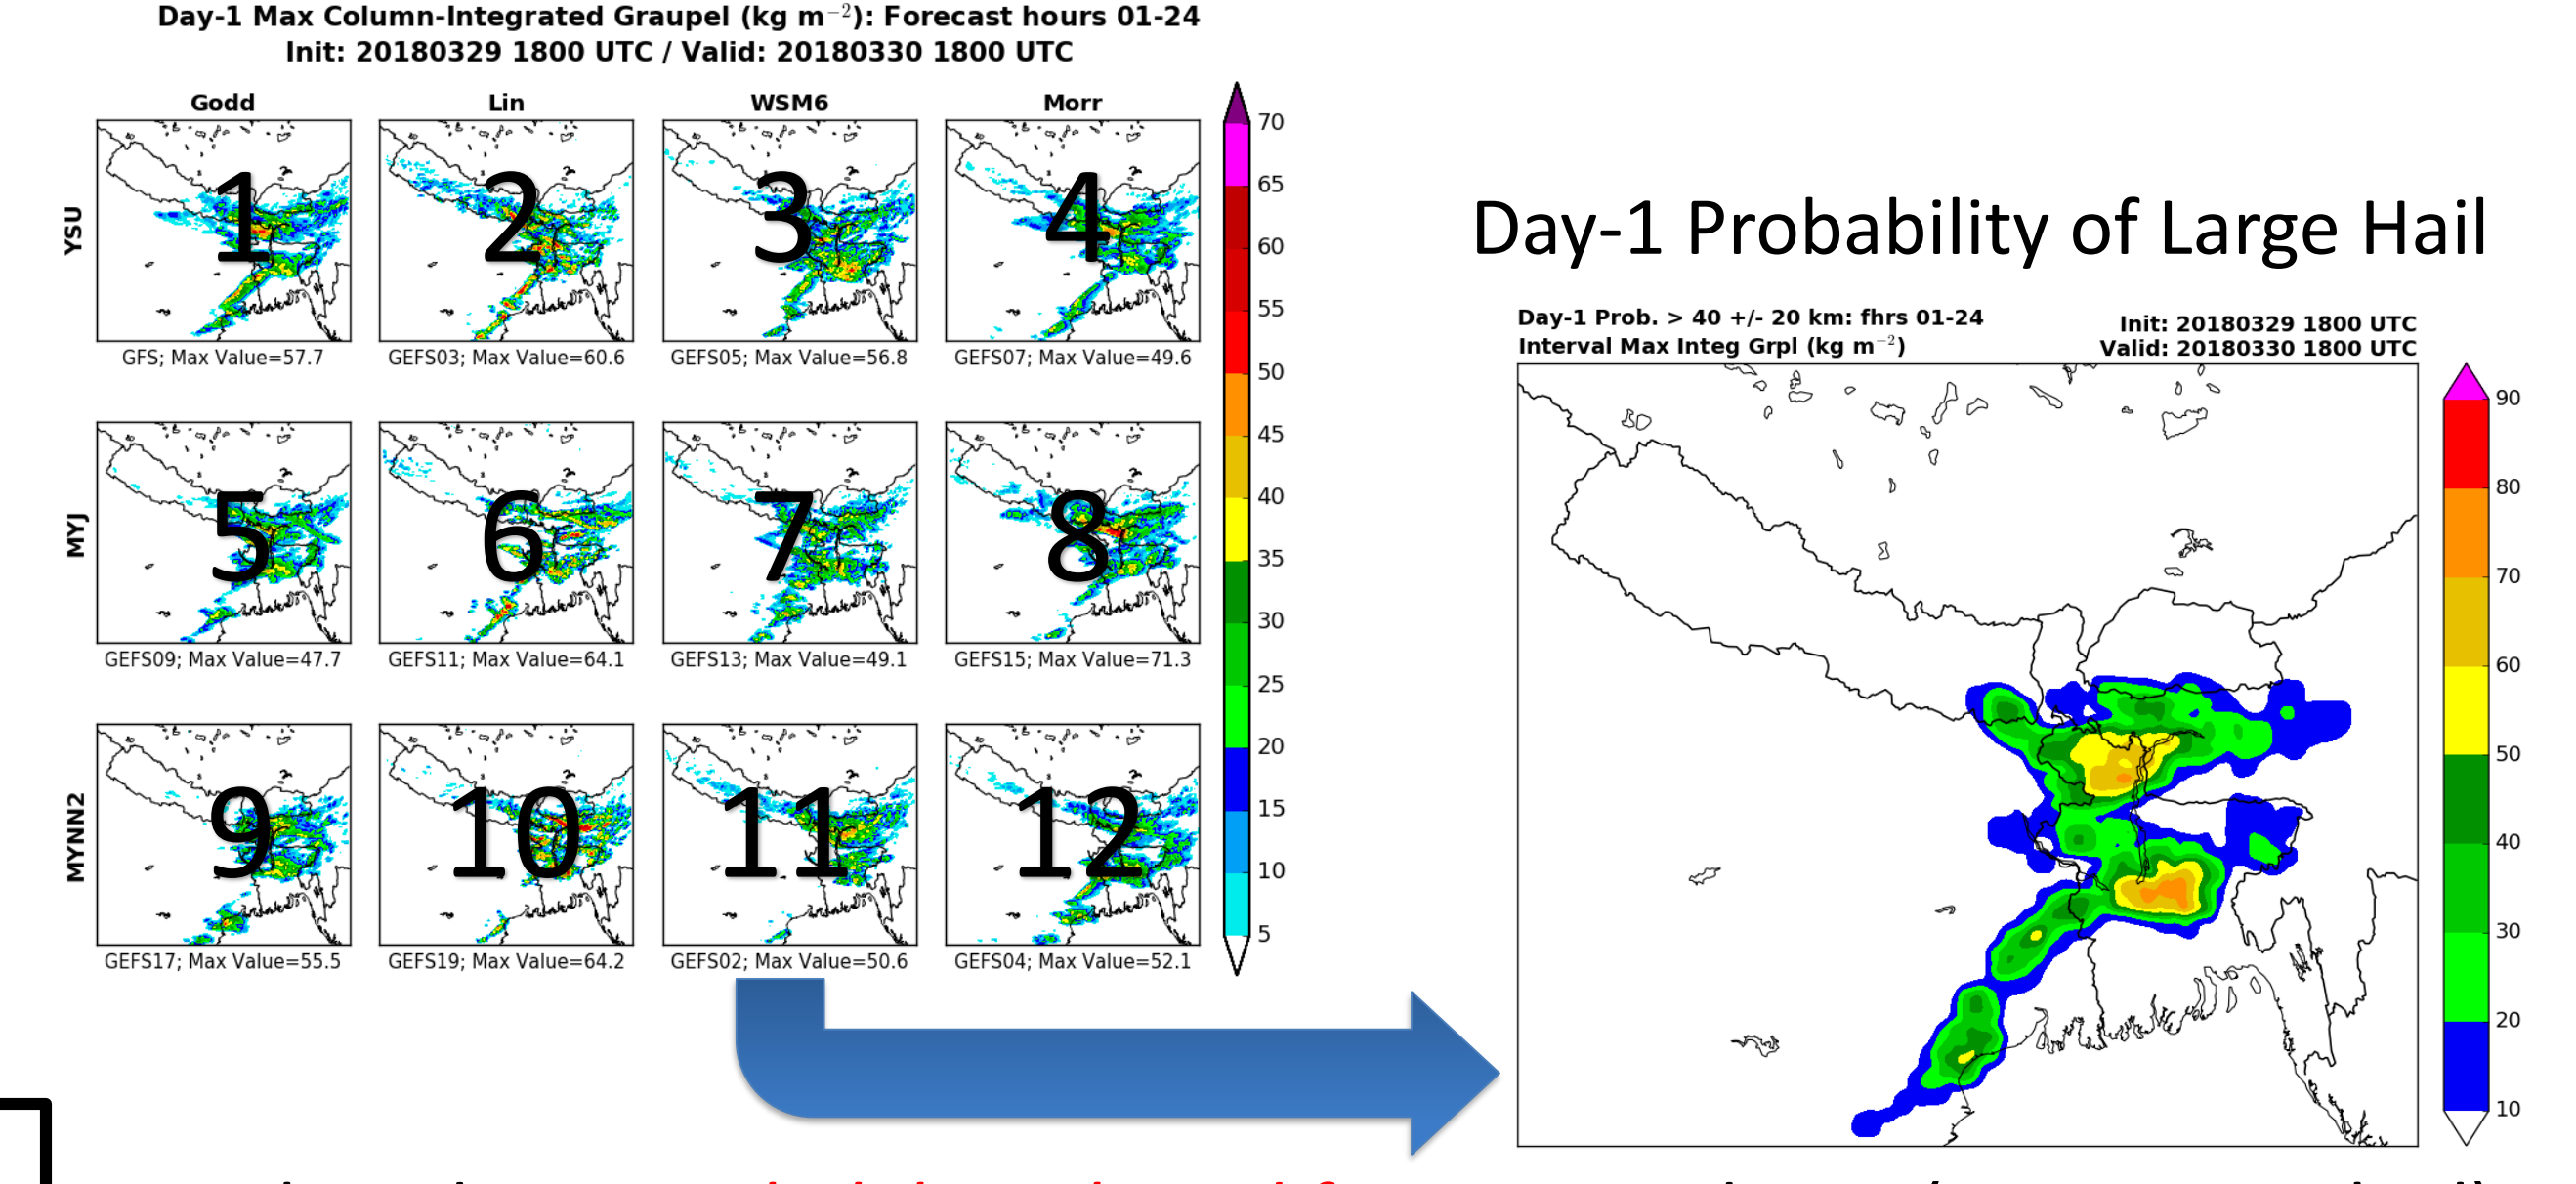 Day-1 Max Column-Integrated Graupel (kg m⁻²): Forecast hours 01-24
Init: 20180329 1800 UTC / Valid: 20180330 1800 UTC
Godd Lin WSM6 Morr
YSU
1 2 3 4
GFS; Max Value=57.7 GEFS03; Max Value=60.6 GEFS05; Max Value=56.8 GEFS07; Max Value=49.6
MYJ
5 6 7 8
GEFS09; Max Value=47.7 GEFS11; Max Value=64.1 GEFS13; Max Value=49.1 GEFS15; Max Value=71.3
MYNN2
9 10 11 12
GEFS17; Max Value=55.5 GEFS19; Max Value=64.2 GEFS02; Max Value=50.6 GEFS04; Max Value=52.1
70
65
60
55
50
45
40
35
30
25
20
15
10
5
Day-1 Probability of Large Hail
Day-1 Prob. > 40 +/- 20 km: fhrs 01-24
Interval Max Integ Grpl (kg m⁻²)
Init: 20180329 1800 UTC
Valid: 20180330 1800 UTC
90
80
70
60
50
40
30
20
10